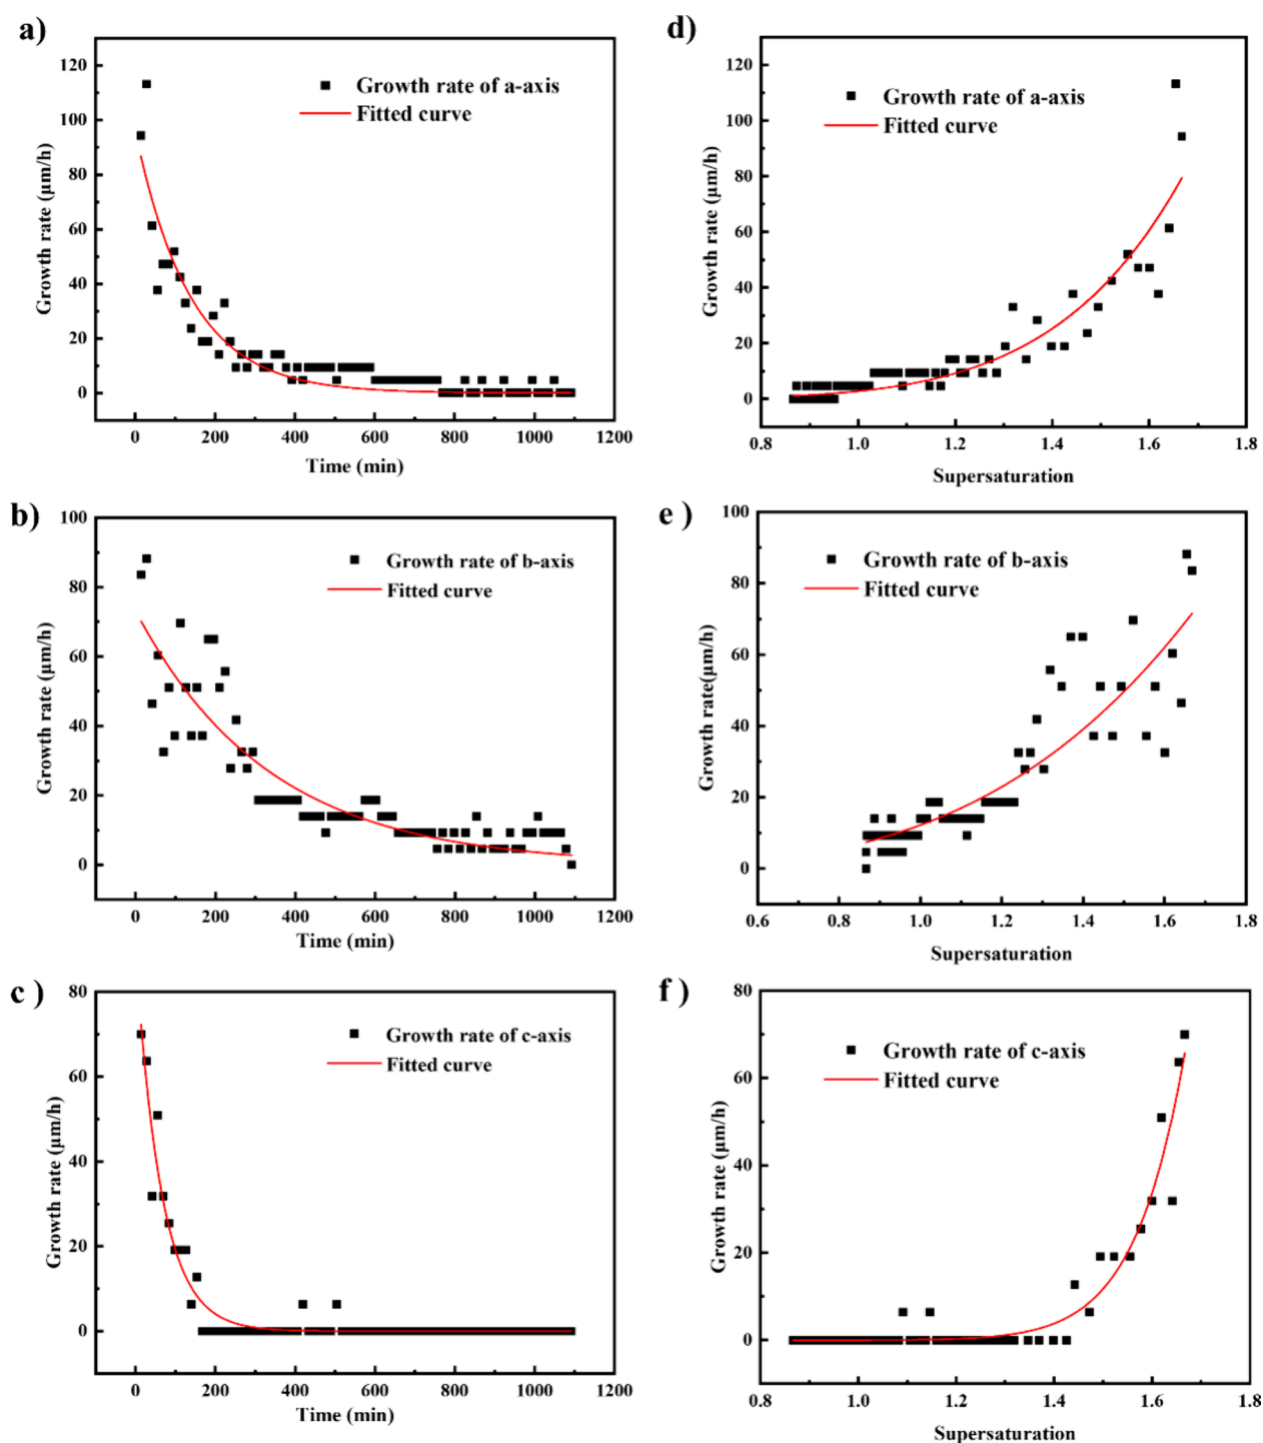 a)
120
100
80
60
40
20
0
Growth rate (μm/h)
Growth rate of a-axis
Fitted curve
0 200 400 600 800 1000 1200
Time (min)
d)
120
100
80
60
40
20
0
Growth rate (μm/h)
Growth rate of a-axis
Fitted curve
0.8 1.0 1.2 1.4 1.6 1.8
Supersaturation
b)
100
80
60
40
20
0
Growth rate (μm/h)
Growth rate of b-axis
Fitted curve
0 200 400 600 800 1000 1200
Time (min)
e )
100
80
60
40
20
0
Growth rate(μm/h)
Growth rate of b-axis
Fitted curve
0.6 0.8 1.0 1.2 1.4 1.6 1.8
Supersaturation
c )
80
60
40
20
0
Growth rate (μm/h)
Growth rate of c-axis
Fitted curve
0 200 400 600 800 1000 1200
Time (min)
f )
80
60
40
20
0
Growth rate (μm/h)
Growth rate of c-axis
Fitted curve
0.8 1.0 1.2 1.4 1.6 1.8
Supersaturation